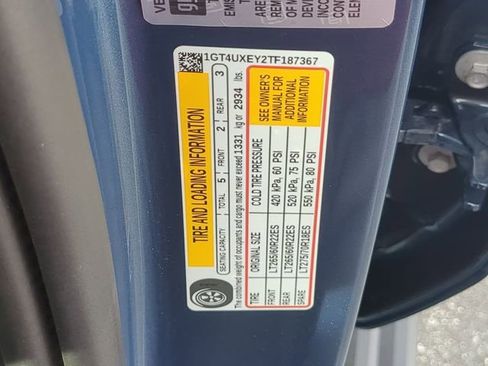 1GT4UXEY2TF187367
TIRE AND LOADING INFORMATION
SEATING CAPACITY TOTAL 5 FRONT 2 REAR 3
The combined weight of occupants and cargo must never exceed 1331 kg or 2934 lbs.
TIRE ORIGINAL SIZE COLD TIRE PRESSURE
FRONT LT265/60R22ES 420 kPa, 60 PSI
REAR LT265/60R22ES 520 kPa, 75 PSI
SPARE LT275/70R18ES 550 kPa, 80 PSI
SEE OWNER'S
MANUAL FOR
ADDITIONAL
INFORMATION